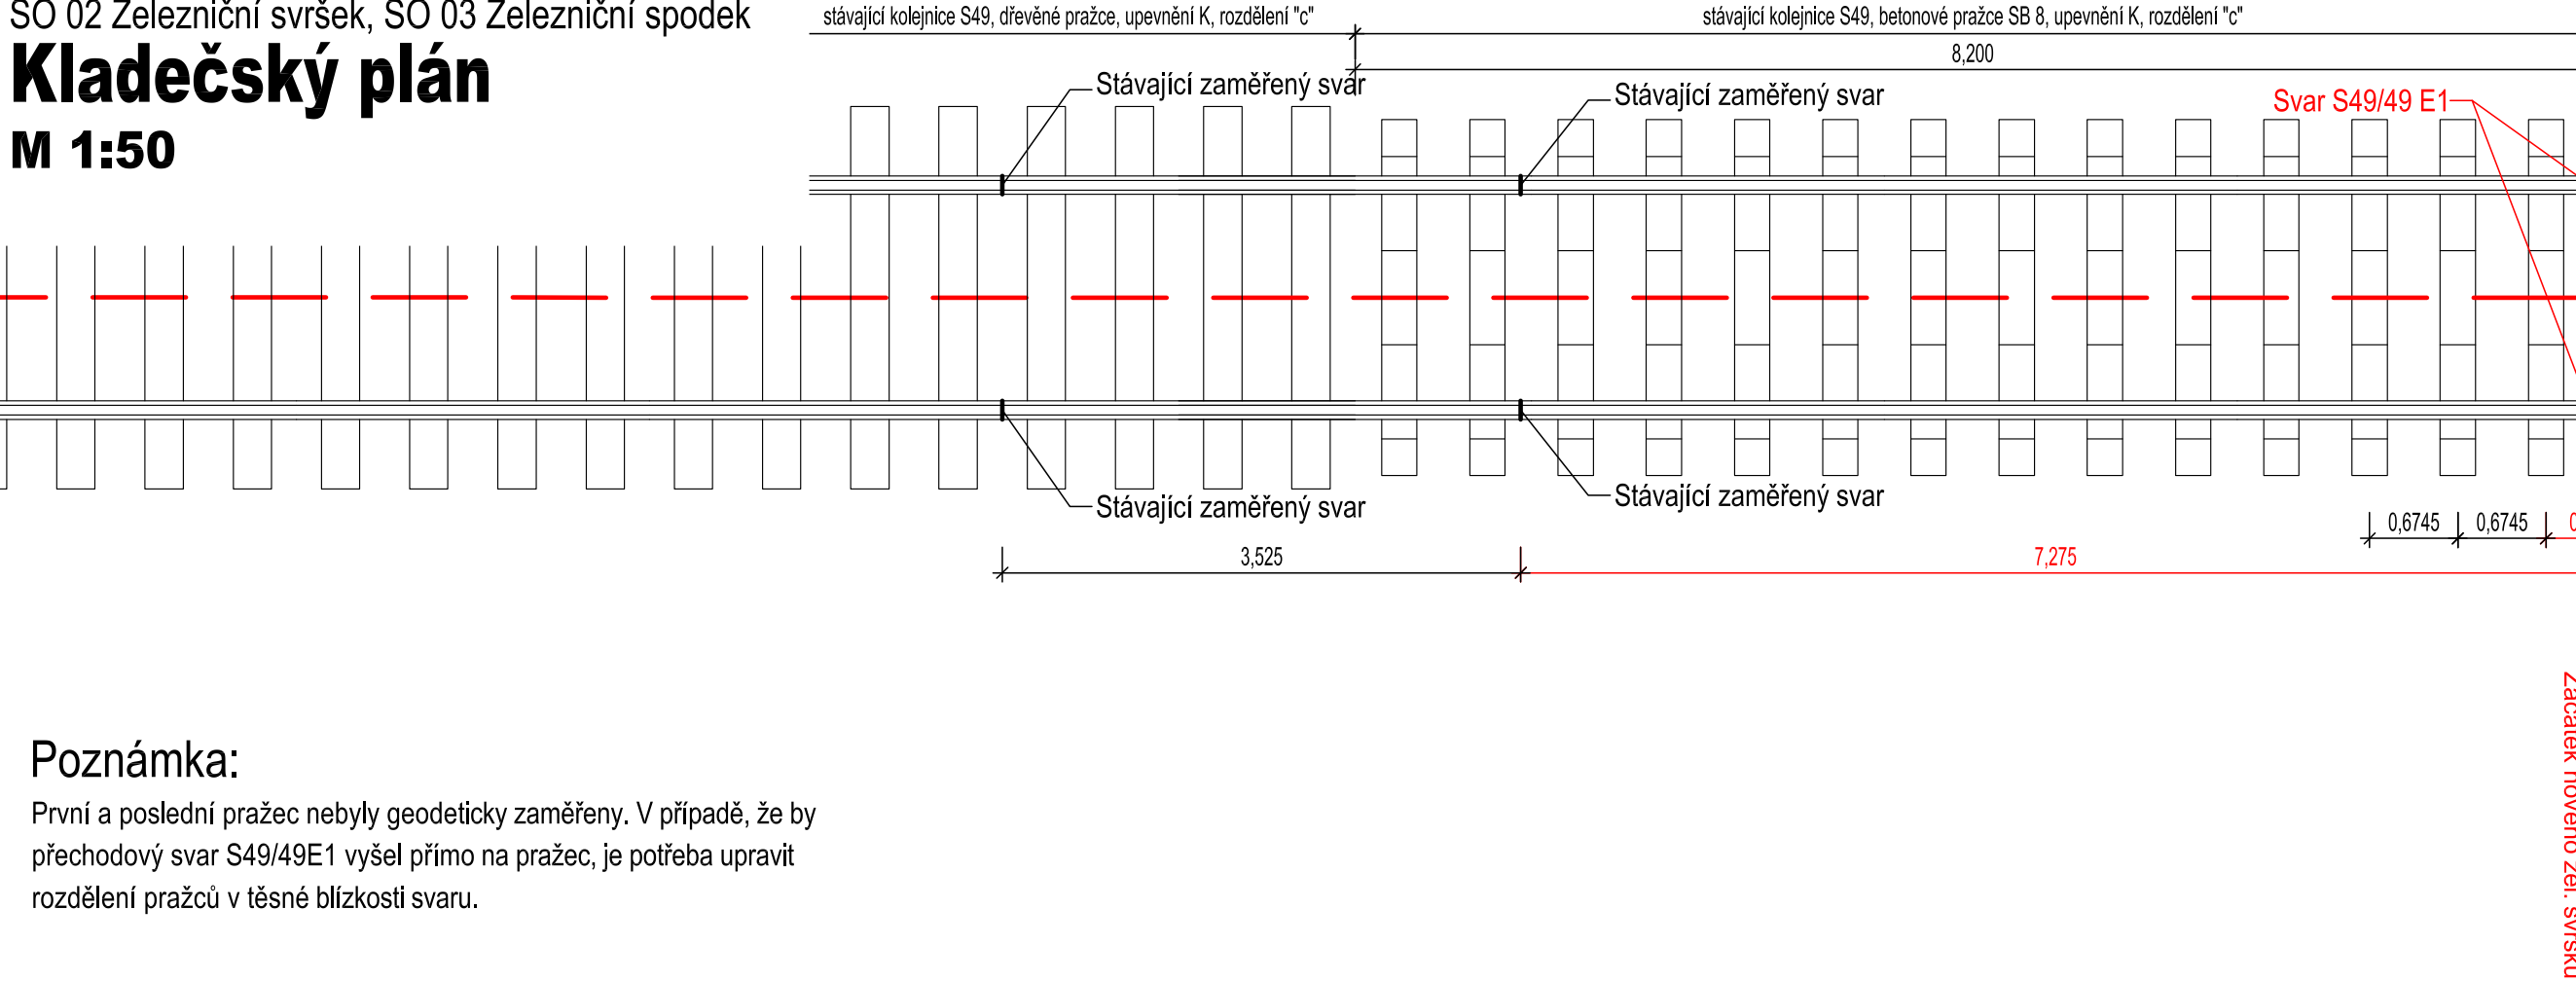 SO 02 Železniční svršek, SO 03 Železniční spodek
Kladečský plán
M 1:50
stávající kolejnice S49, dřevěné pražce, upevnění K, rozdělení "c"
stávající kolejnice S49, betonové pražce SB 8, upevnění K, rozdělení "c"
8,200
Stávající zaměřený svar
Stávající zaměřený svar
Svar S49/49 E1
Stávající zaměřený svar
Stávající zaměřený svar
0,6745
0,6745
3,525
7,275
Začátek nového žel. svršku
Poznámka:
První a poslední pražec nebyly geodeticky zaměřeny. V případě, že by
přechodový svar S49/49E1 vyšel přímo na pražec, je potřeba upravit
rozdělení pražců v těsné blízkosti svaru.